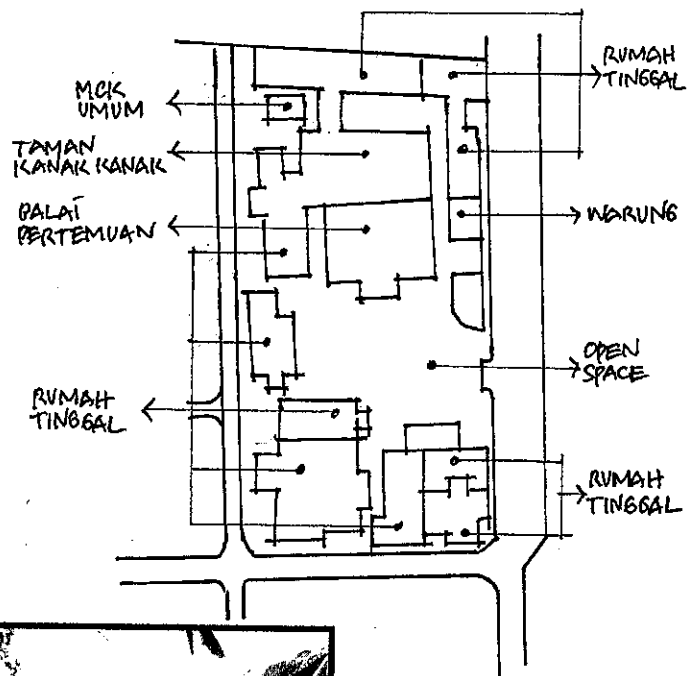 RUMAH
TINGGAL
MCK
UMUM
TAMAN
KANAK KANAK
BALAI
PERTEMUAN
WARUNG
OPEN
SPACE
RUMAH
TINGGAL
RUMAH
TINGGAL